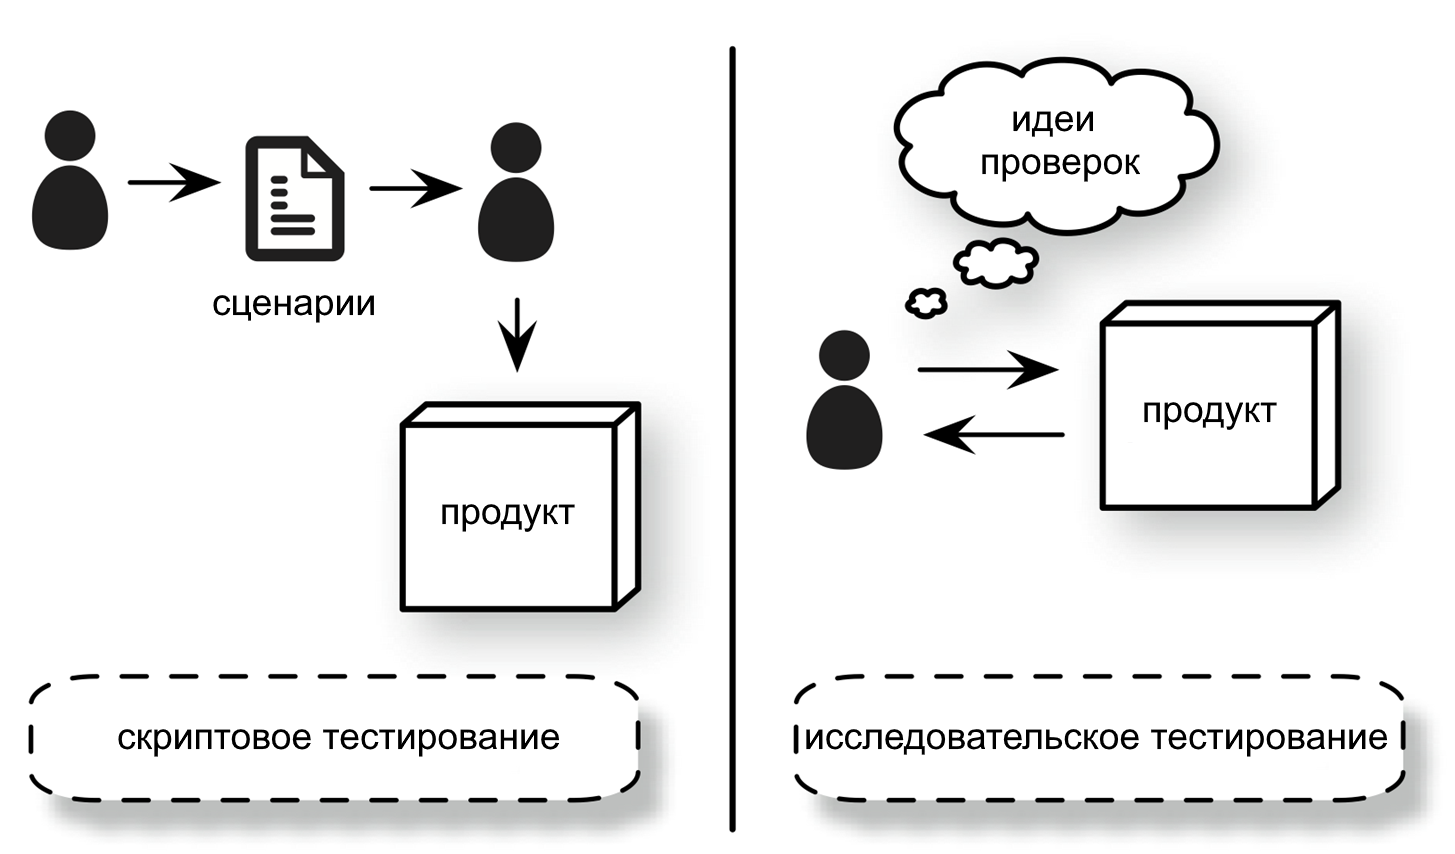 сценарии
продукт
скриптовое тестирование
идеи
проверок
продукт
исследовательское тестирование